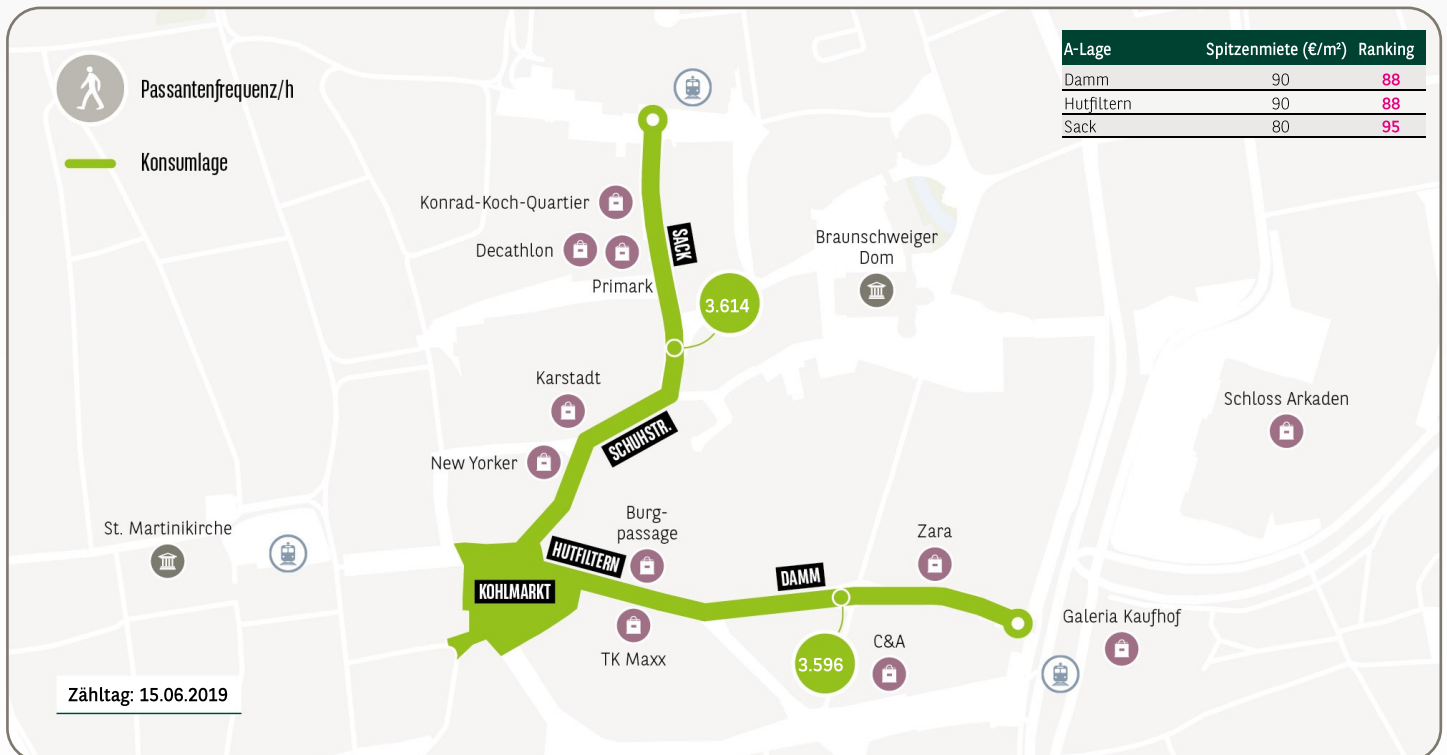 Passantenfrequenz/h
Konsumlage
A-Lage Spitzenmiete (€/m²) Ranking
Damm 90 88
Hutfiltern 90 88
Sack 80 95
Konrad-Koch-Quartier
Decathlon
Primark
SACK
3.614
Braunschweiger
Dom
Karstadt
SCHUHSTR.
New Yorker
Schloss Arkaden
St. Martinikirche
Burg-
passage
HUTFILTERN
KOHLMARKT
TK Maxx
DAMM
Zara
3.596
C&A
Galeria Kaufhof
Zähltag: 15.06.2019